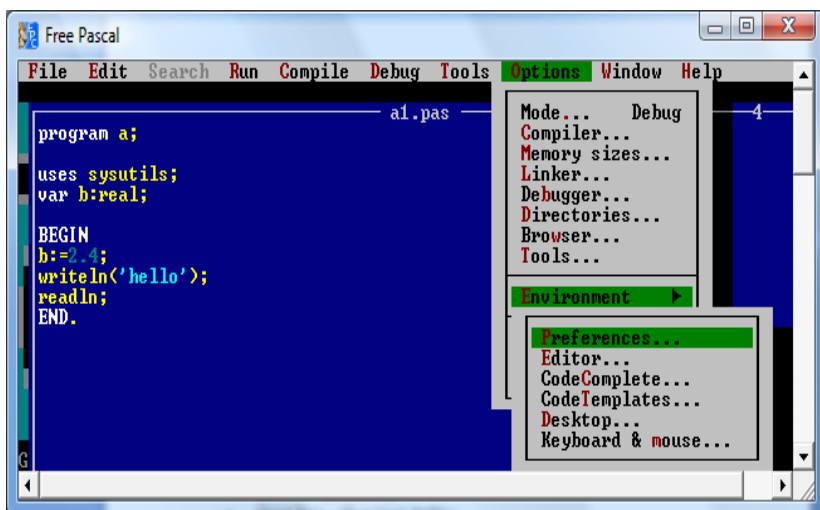 Free Pascal
File Edit Search Run Compile Debug Tools Options Window Help
a1.pas 4
program a;
uses sysutils;
var b:real;
BEGIN
b:=2.4;
writeln('hello');
readln;
END.
Mode... Debug
Compiler...
Memory sizes...
Linker...
Debugger...
Directories...
Browser...
Tools...
Environment
Preferences...
Editor...
CodeComplete...
CodeTemplates...
Desktop...
Keyboard & mouse...
G